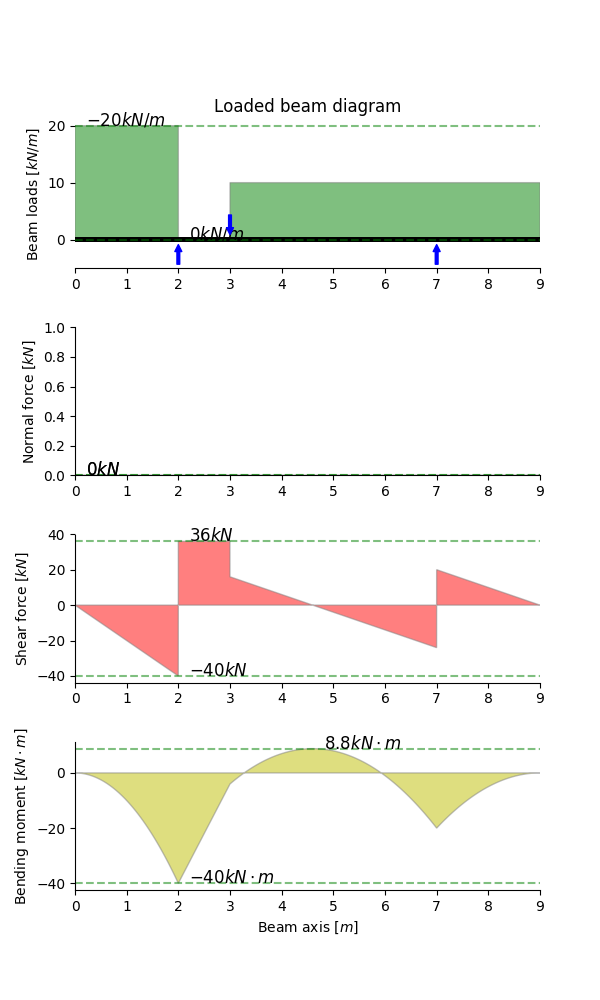 Loaded beam diagram
Beam loads [kN/m]
20
10
0
−20kN/m
0kN/m
0 1 2 3 4 5 6 7 8 9
Normal force [kN]
1.0
0.8
0.6
0.4
0.2
0.0
0kN
0 1 2 3 4 5 6 7 8 9
Shear force [kN]
40
20
0
−20
−40
36kN
−40kN
0 1 2 3 4 5 6 7 8 9
Bending moment [kN · m]
0
−20
−40
8.8kN · m
−40kN · m
0 1 2 3 4 5 6 7 8 9
Beam axis [m]